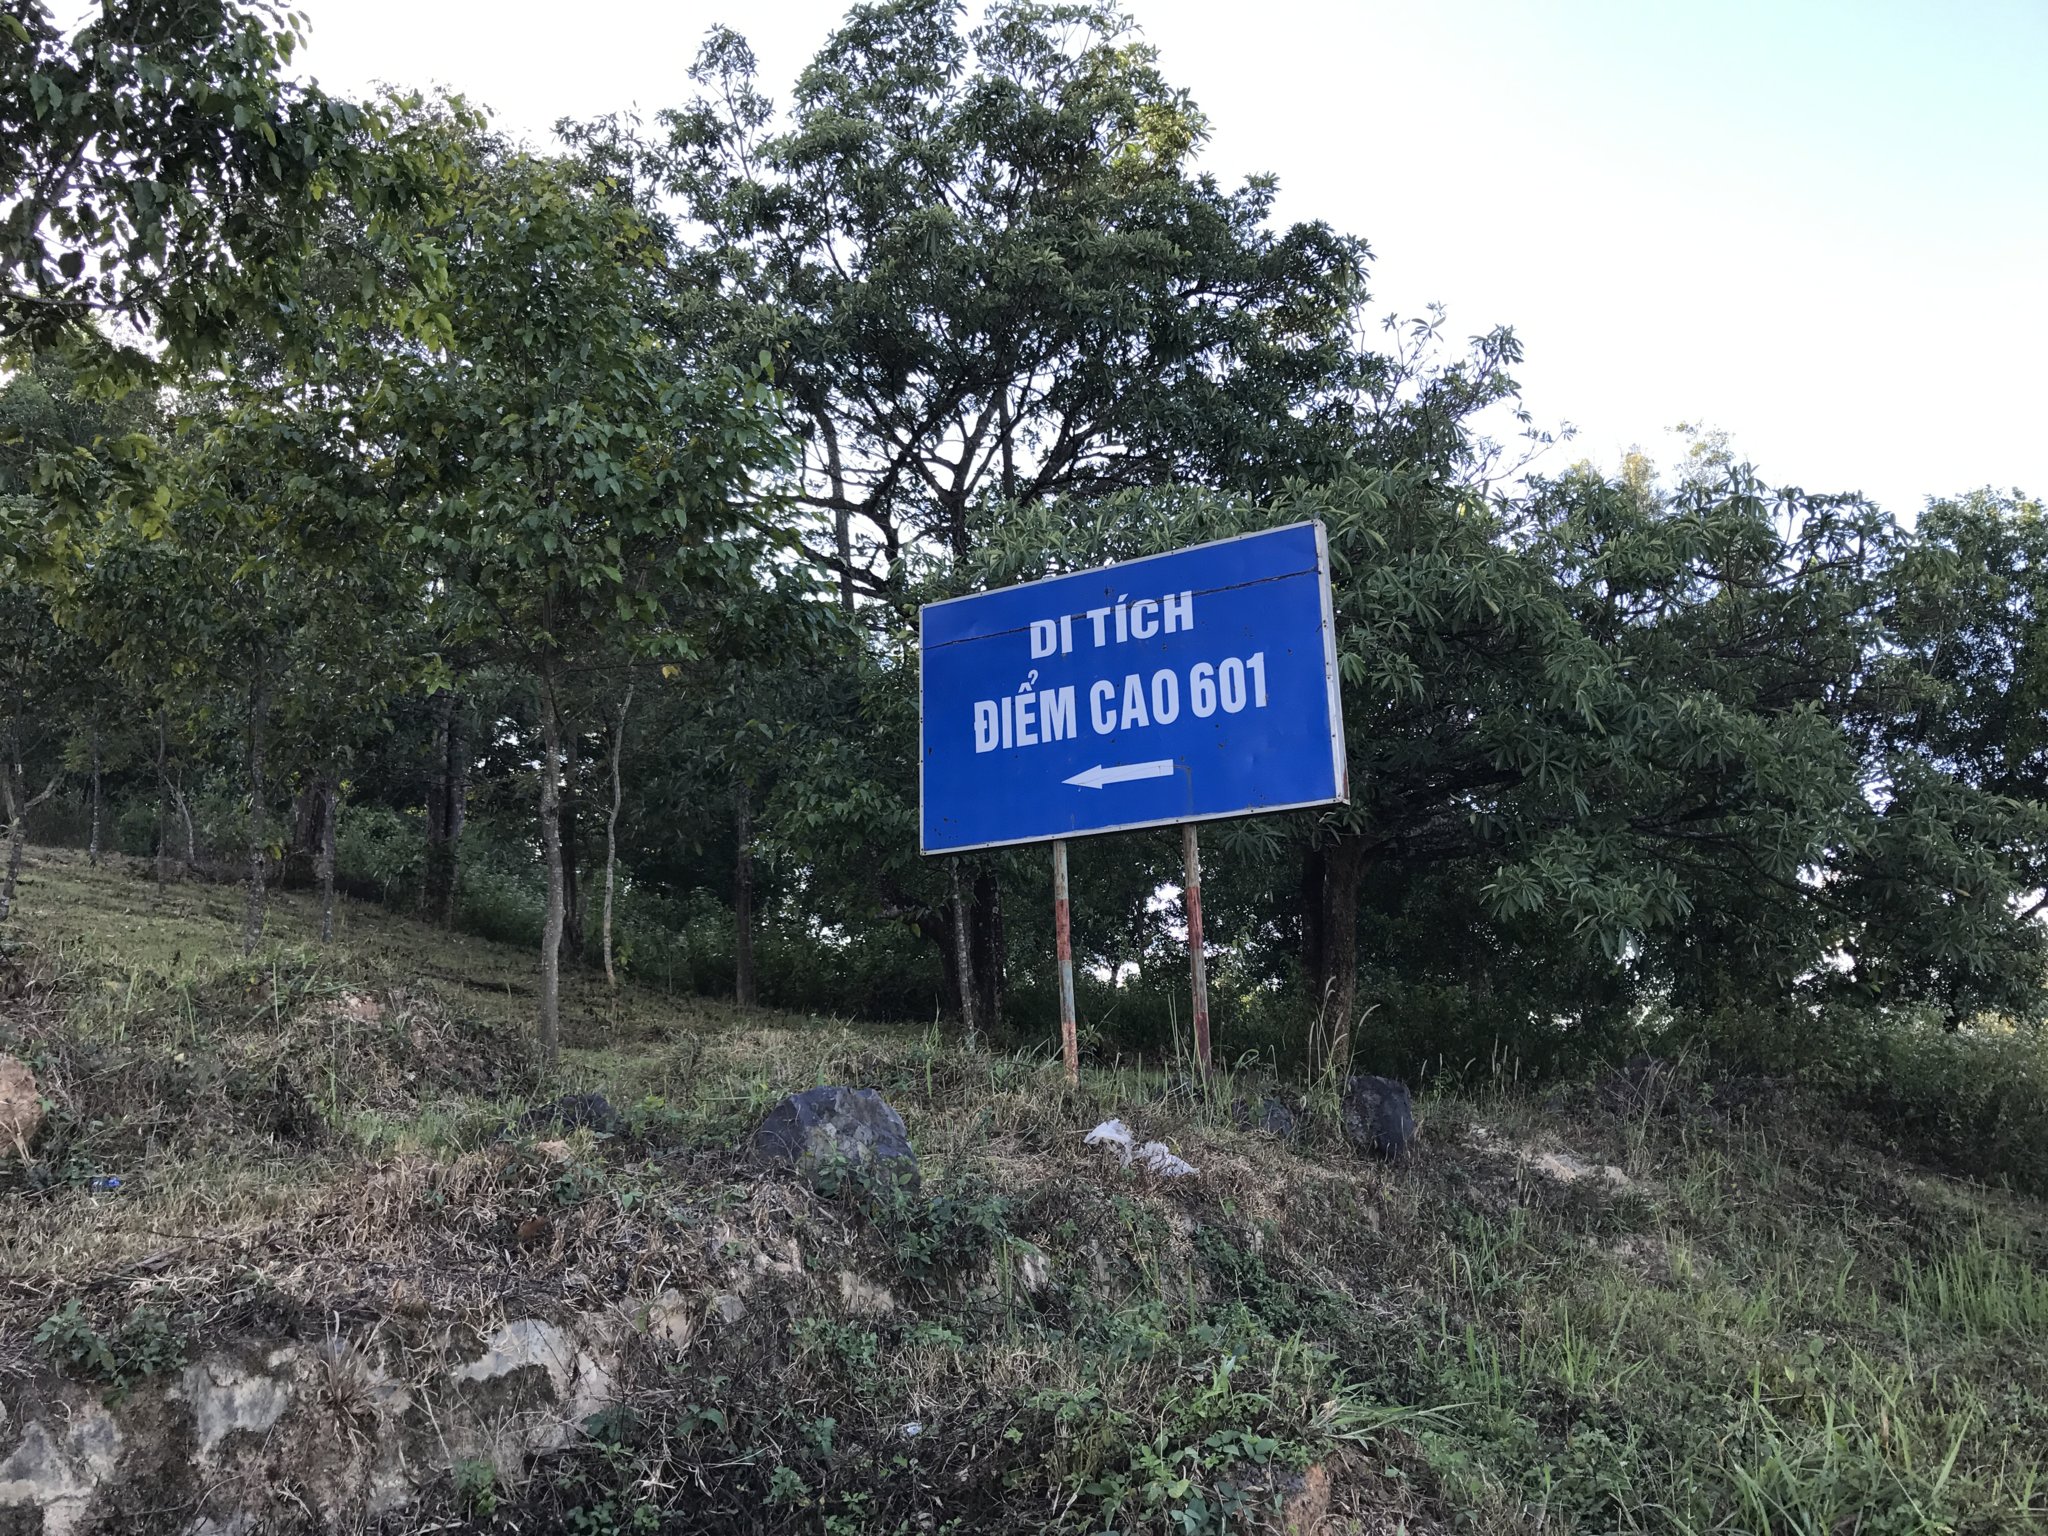 DI TÍCH
ĐIỂM CAO 601